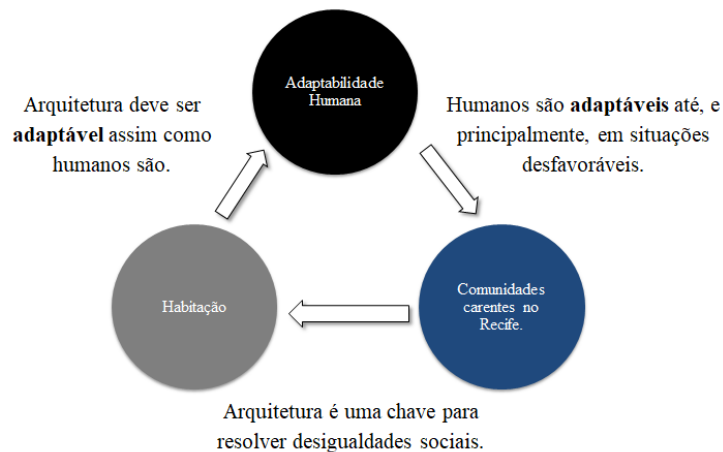 Adaptabilidade
Humana
Arquitetura deve ser
adaptável assim como
humanos são.
Humanos são adaptáveis até, e
principalmente, em situações
desfavoráveis.
Habitação
Comunidades
carentes no
Recife.
Arquitetura é uma chave para
resolver desigualdades sociais.